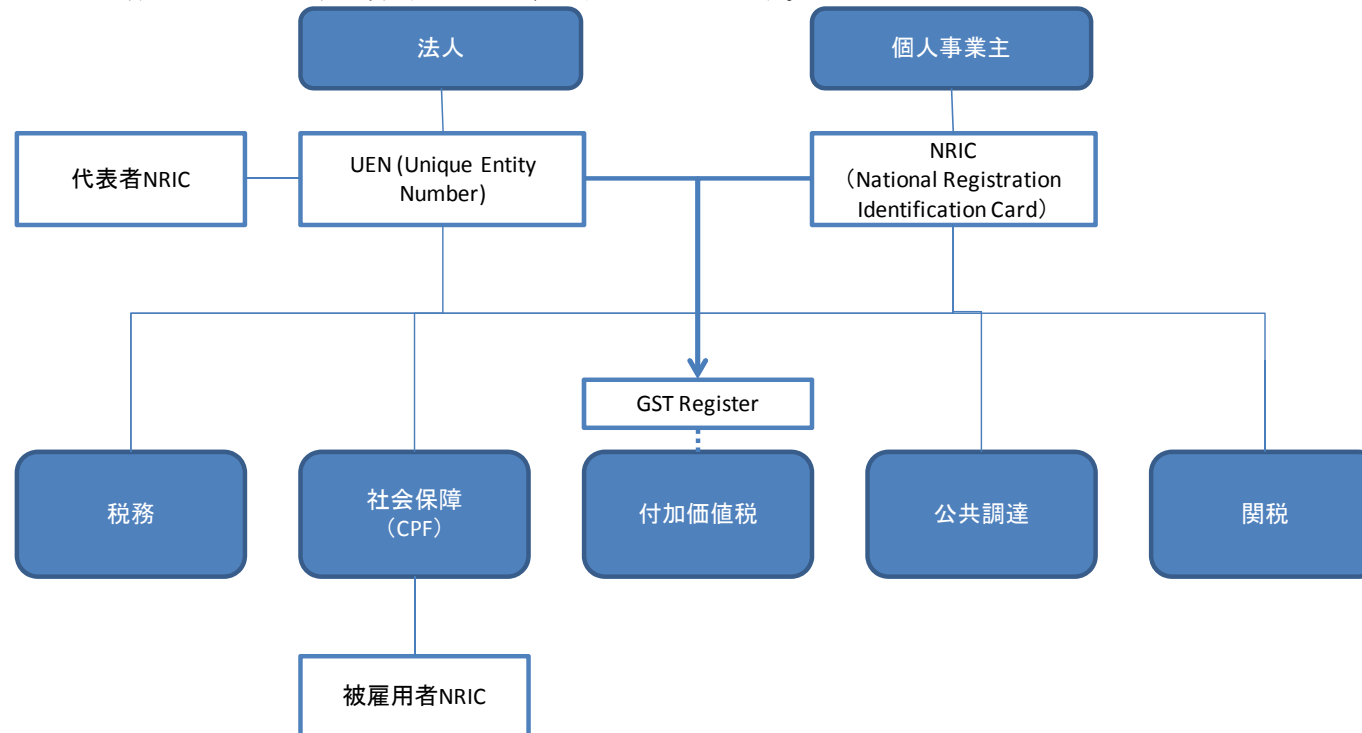 法人
個人事業主
代表者NRIC
UEN (Unique Entity
Number)
NRIC
（National Registration
Identification Card）
GST Register
税務
社会保障
（CPF）
付加価値税
公共調達
関税
被雇用者NRIC